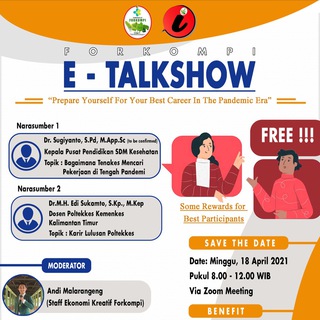 FORKOMPI
E - TALKSHOW
"Prepare Yourself For Your Best Career In The Pandemic Era"
Narasumber 1
Dr. Sugiyanto, S.Pd, M.App.Sc (to be confirmed)
Kepala Pusat Pendidikan SDM Kesehatan
Topik : Bagaimana Tenakes Mencari
Pekerjaan di Tengah Pandemi
FREE !!!
Narasumber 2
Dr.M.H. Edi Sukamto, S.Kp., M.Kep
Dosen Poltekkes Kemenkes
Kalimantan Timur
Topik : Karir Lulusan Poltekkes
Some Rewards for
Best Participants
MODERATOR
Andi Malarangeng
(Staff Ekonomi Kreatif Forkompi)
SAVE THE DATE
Date: Minggu, 18 April 2021
Pukul 8.00 - 12.00 WIB
Via Zoom Meeting
BENEFIT